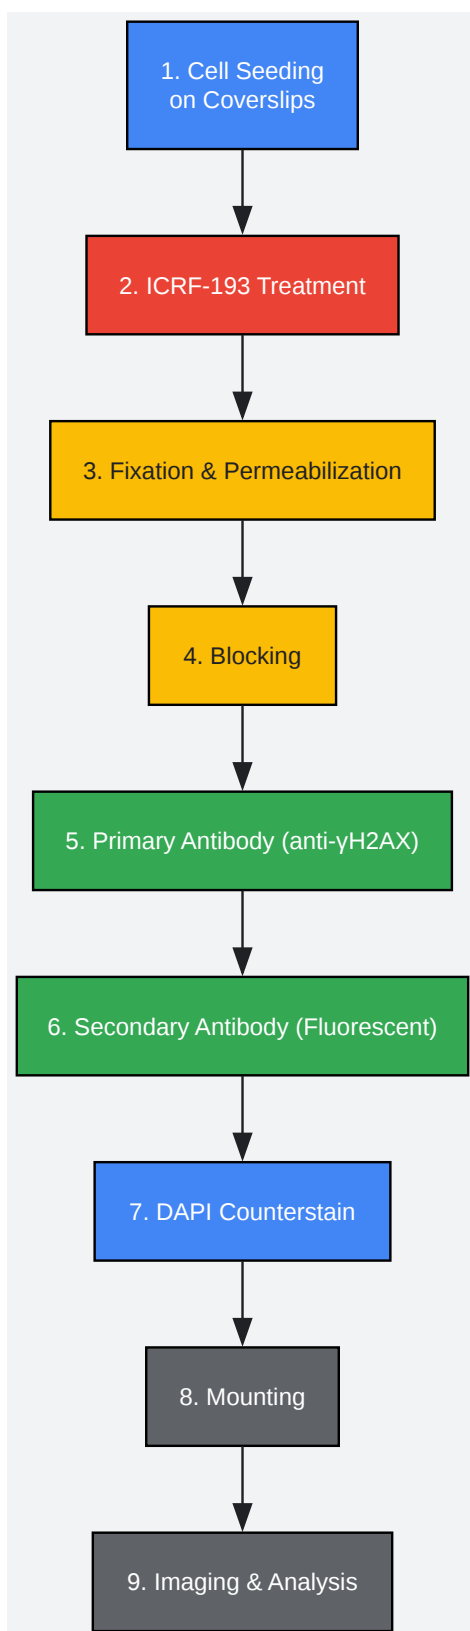 1. Cell Seeding
on Coverslips
2. ICRF-193 Treatment
3. Fixation & Permeabilization
4. Blocking
5. Primary Antibody (anti-γH2AX)
6. Secondary Antibody (Fluorescent)
7. DAPI Counterstain
8. Mounting
9. Imaging & Analysis